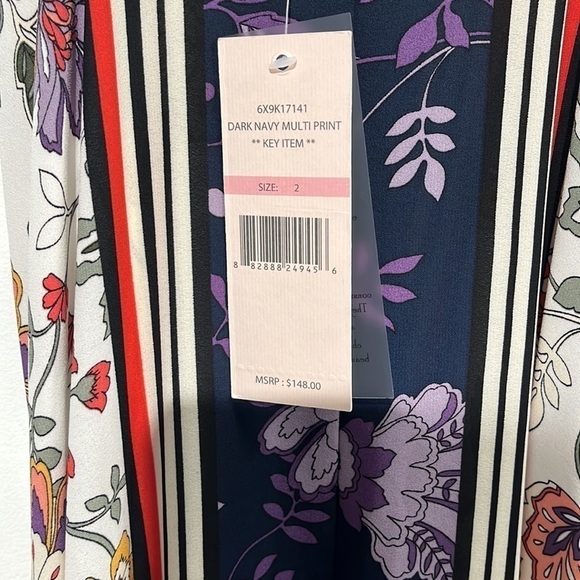 6X9K17141
DARK NAVY MULTI PRINT
** KEY ITEM **
SIZE: 2
8 82888 24945 6
MSRP : $148.00